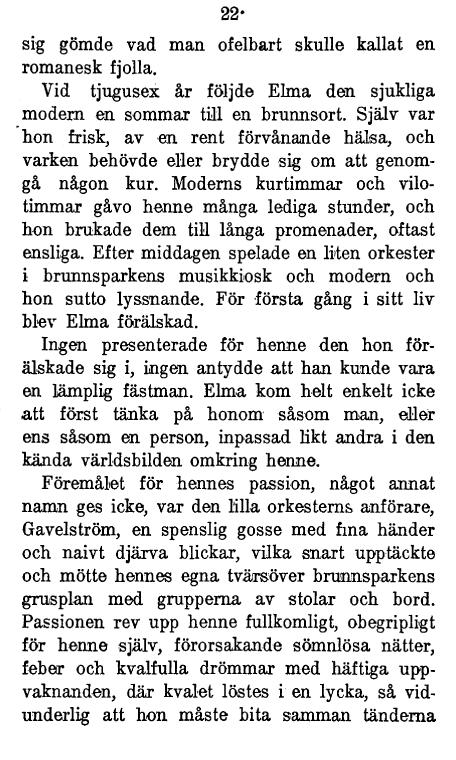 22·
sig gömde vad man ofelbart skulle kallat en
romanesk fjolla.
Vid tjugusex år följde Elma den sjukliga
modern en sommar till en brunnsort. Själv var
hon frisk, av en rent förvånande hälsa, och
varken behövde eller brydde sig om att genom-
gå någon kur. Moderns kurtimmar och vilo-
timmar gåvo henne många lediga stunder, och
hon brukade dem till långa promenader, oftast
ensliga. Efter middagen spelade en liten orkester
i brunnsparkens musikkiosk och modern och
hon sutto lyssnande. För första gång i sitt liv
blev Elma förälskad.
Ingen presenterade för henne den hon för-
älskade sig i, ingen antydde att han kunde vara
en lämplig fästman. Elma kom helt enkelt icke
att först tänka på honom såsom man, eller
ens såsom en person, inpassad likt andra i den
kända världsbilden omkring henne.
Föremålet för hennes passion, något annat
namn ges icke, var den lilla orkesterns anförare,
Gavelström, en spenslig gosse med fina händer
och naivt djärva blickar, vilka snart upptäckte
och mötte hennes egna tvärsöver brunnsparkens
grusplan med grupperna av stolar och bord.
Passionen rev upp henne fullkomligt, obegripligt
för henne själv, förorsakande sömnlösa nätter,
feber och kvalfulla drömmar med häftiga upp-
vaknanden, där kvalet löstes i en lycka, så vid-
underlig att hon måste bita samman tänderna